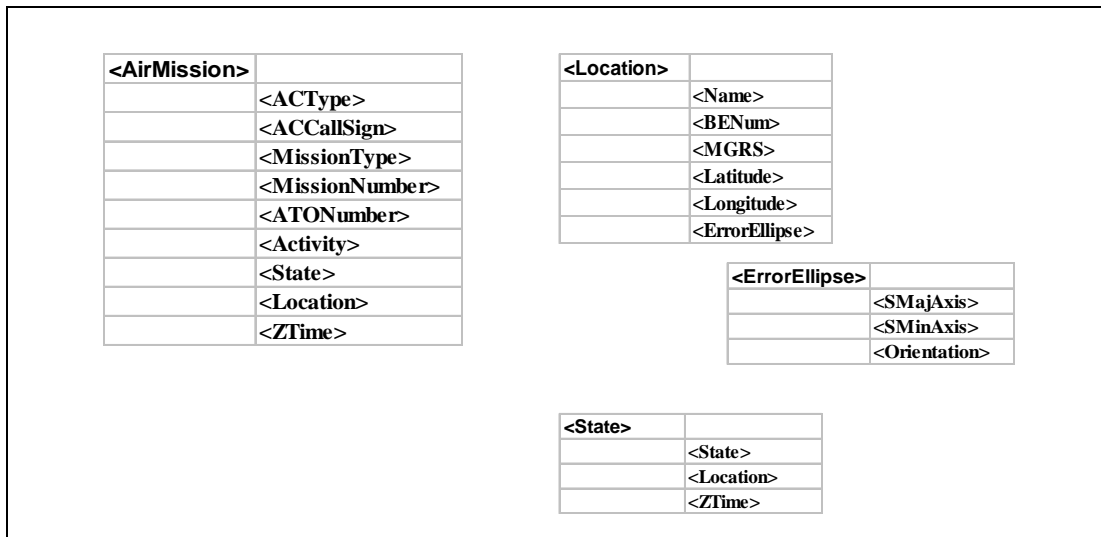 <AirMission>
<ACType>
<ACCallSign>
<MissionType>
<MissionNumber>
<ATONumber>
<Activity>
<State>
<Location>
<ZTime>
<Location>
<Name>
<BENum>
<MGRS>
<Latitude>
<Longitude>
<ErrorEllipse>
<ErrorEllipse>
<SMajAxis>
<SMinAxis>
<Orientation>
<State>
<State>
<Location>
<ZTime>